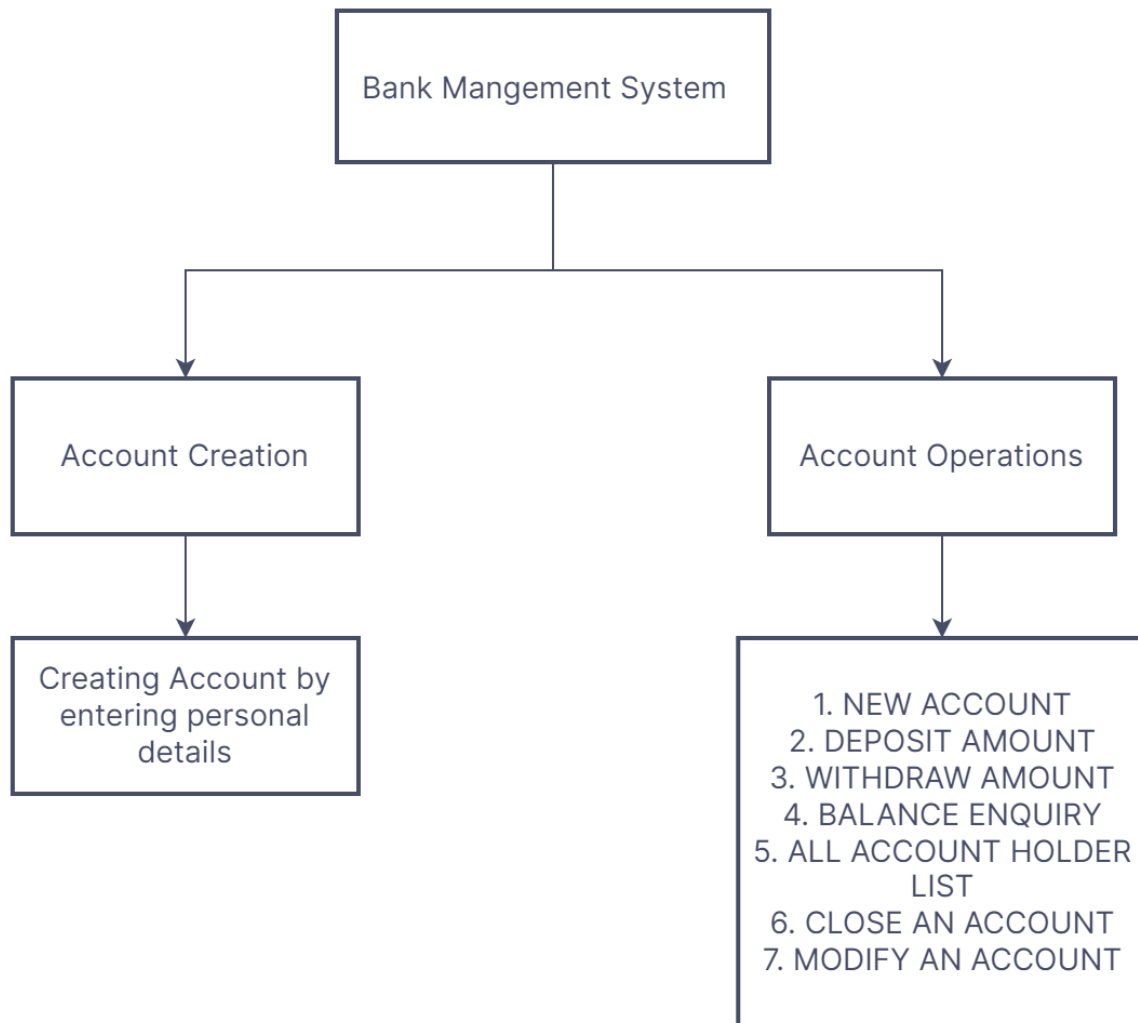 Bank Mangement System
Account Creation
Account Operations
Creating Account by
entering personal
details
1. NEW ACCOUNT
2. DEPOSIT AMOUNT
3. WITHDRAW AMOUNT
4. BALANCE ENQUIRY
5. ALL ACCOUNT HOLDER
LIST
6. CLOSE AN ACCOUNT
7. MODIFY AN ACCOUNT